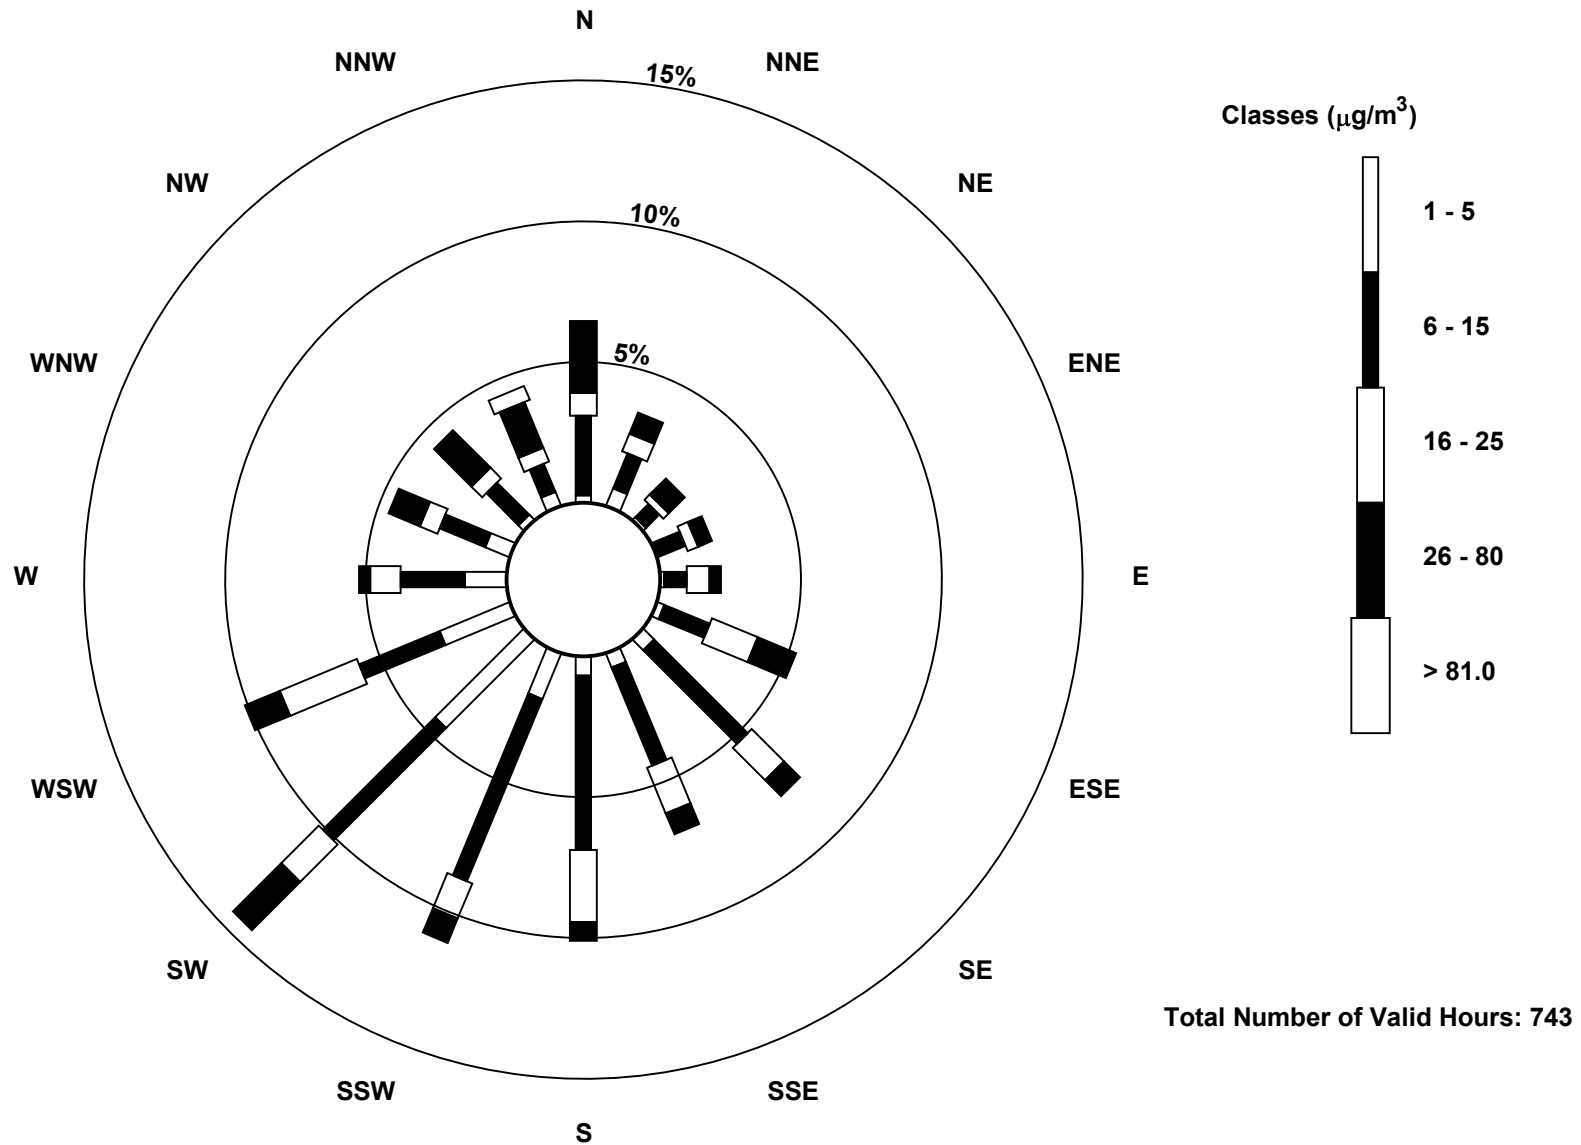 N
NNW
NNE
15%
Classes (μg/m³)
NW
NE
1 - 5
10%
6 - 15
5%
WNW
ENE
16 - 25
26 - 80
W
E
> 81.0
WSW
ESE
SW
SE
Total Number of Valid Hours: 743
SSW
SSE
S